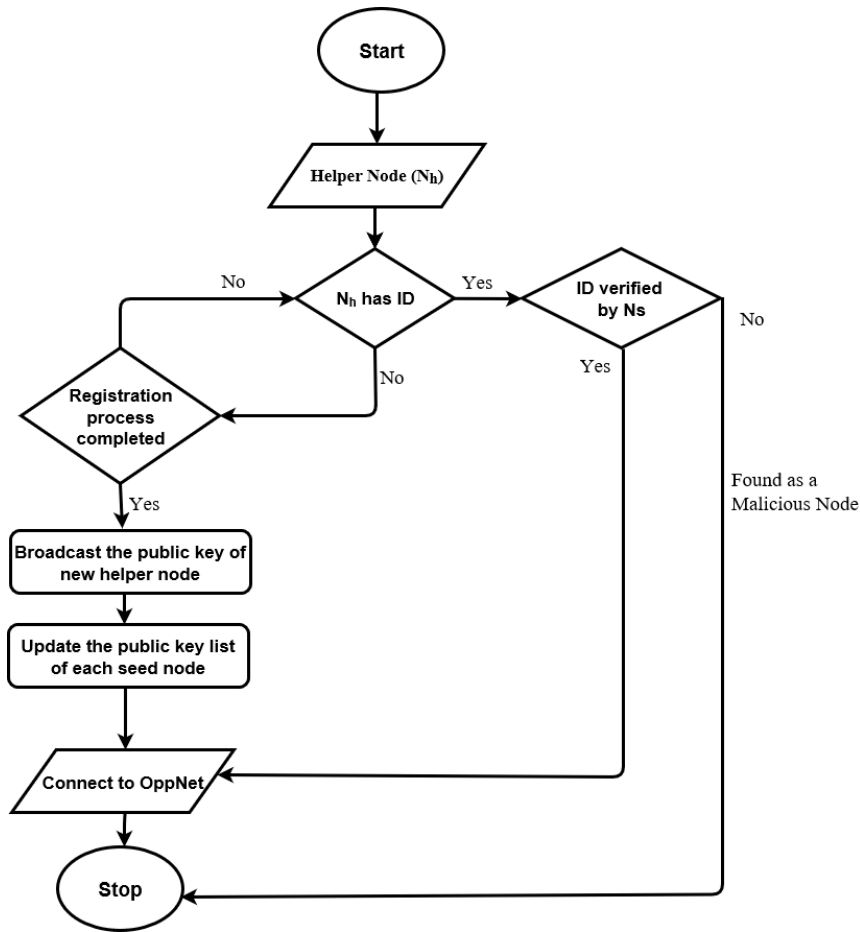 Start
Helper Node (Nh)
No
Nh has ID
Yes
ID verified
by Ns
No
No
Yes
Registration
process
completed
Found as a
Malicious Node
Yes
Broadcast the public key of
new helper node
Update the public key list
of each seed node
Connect to OppNet
Stop